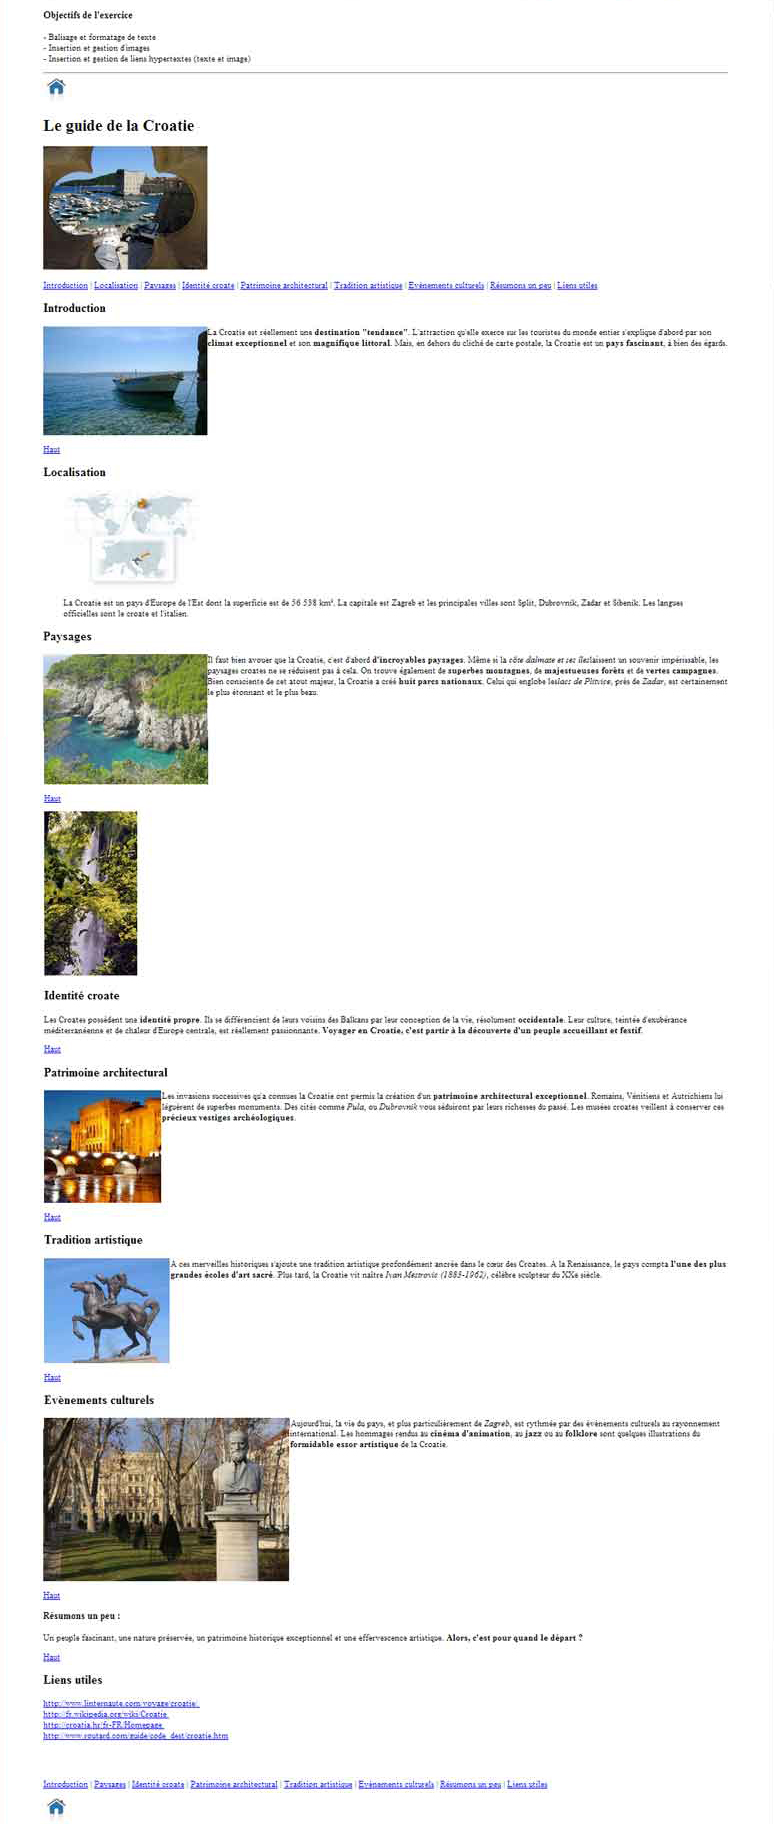 Objectifs de l'exercice
- Balisage et formatage de texte
- Insertion et gestion d'images
- Insertion et gestion de liens hypertextes (texte et image)
Le guide de la Croatie
Introduction | Localisation | Paysages | Identité croate | Patrimoine architectural | Tradition artistique | Evènements culturels | Résumons un peu | Liens utiles
Introduction
La Croatie est réellement une destination "tendance". L'attraction qu'elle exerce sur les touristes du monde entier s'explique d'abord par son
climat exceptionnel et son magnifique littoral. Mais, en dehors du cliché de carte postale, la Croatie est un pays fascinant, à bien des égards.
Haut
Localisation
La Croatie est un pays d'Europe de l'Est dont la superficie est de 56 538 km². La capitale est Zagreb et les principales villes sont Split, Dubrovnik, Zadar et Sibenik. Les langues
officielles sont le croate et l'italien.
Paysages
Il faut bien avouer que la Croatie, c'est d'abord d'incroyables paysages. Même si la côte dalmate et ses îleslaissent un souvenir impérissable, les
paysages croates ne se réduisent pas à cela. On trouve également de superbes montagnes, de majestueuses forêts et de vertes campagnes.
Bien consciente de cet atout majeur, la Croatie a créé huit parcs nationaux. Celui qui englobe leslacs de Plitvice, près de Zadar, est certainement
le plus étonnant et le plus beau.
Haut
Identité croate
Les Croates possèdent une identité propre. Ils se différencient de leurs voisins des Balkans par leur conception de la vie, résolument occidentale. Leur culture, teintée d'exubérance
méditerranéenne et de chaleur d'Europe centrale, est réellement passionnante. Voyager en Croatie, c'est partir à la découverte d'un peuple accueillant et festif.
Haut
Patrimoine architectural
Les invasions successives qu'a connues la Croatie ont permis la création d'un patrimoine architectural exceptionnel. Romains, Vénitiens et Autrichiens lui
léguèrent de superbes monuments. Des cités comme Pula, ou Dubrovnik vous séduiront par leurs richesses du passé. Les musées croates veillent à conserver ces
précieux vestiges archéologiques.
Haut
Tradition artistique
A ces merveilles historiques s'ajoute une tradition artistique profondément ancrée dans le cœur des Croates. A la Renaissance, le pays compta l'une des plus
grandes écoles d'art sacré. Plus tard, la Croatie vit naître Ivan Mestrovic (1883-1962), célèbre sculpteur du XXe siècle.
Haut
Evènements culturels
Aujourd'hui, la vie du pays, et plus particulièrement de Zagreb, est rythmée par des évènements culturels au rayonnement
international. Les hommages rendus au cinéma d'animation, au jazz ou au folklore sont quelques illustrations du
formidable essor artistique de la Croatie.
Haut
Résumons un peu :
Un peuple fascinant, une nature préservée, un patrimoine historique exceptionnel et une effervescence artistique. Alors, c'est pour quand le départ ?
Haut
Liens utiles
http://www.linternaute.com/voyage/croatie/
http://fr.wikipedia.org/wiki/Croatie
http://croatia.hr/fr-FR/Homepage
http://www.routard.com/guide/code_dest/croatie.htm
Introduction | Paysages | Identité croate | Patrimoine architectural | Tradition artistique | Evènements culturels | Résumons un peu | Liens utiles